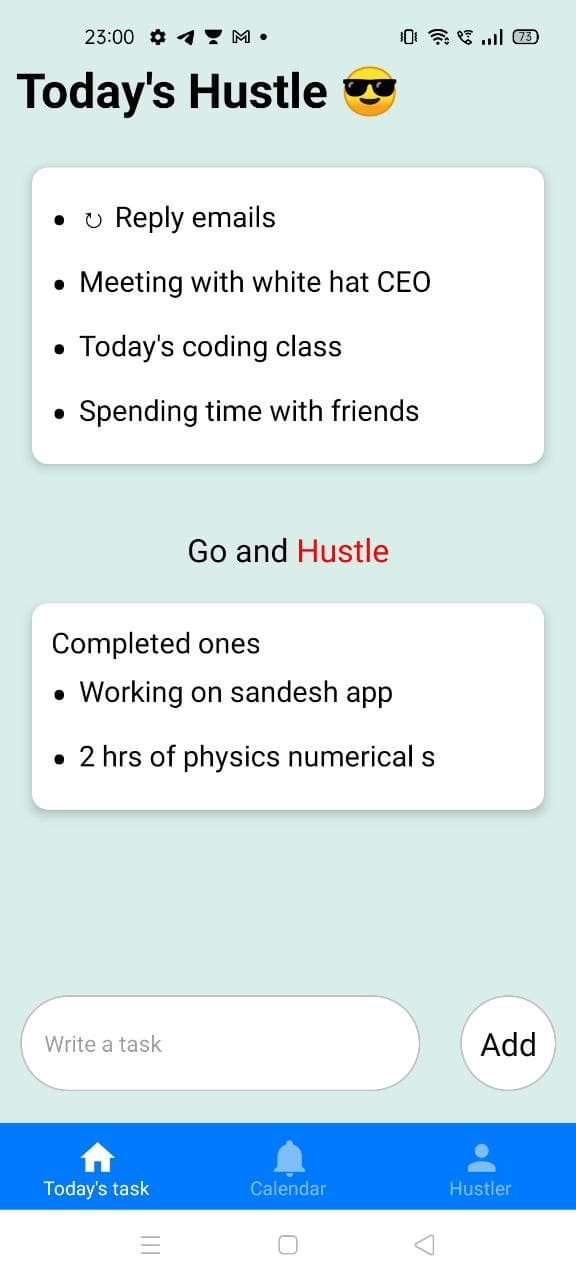 23:00
73
Today's Hustle 😎
• ↻ Reply emails
• Meeting with white hat CEO
• Today's coding class
• Spending time with friends
Go and Hustle
Completed ones
• Working on sandesh app
• 2 hrs of physics numerical s
Write a task
Add
Today's task
Calendar
Hustler